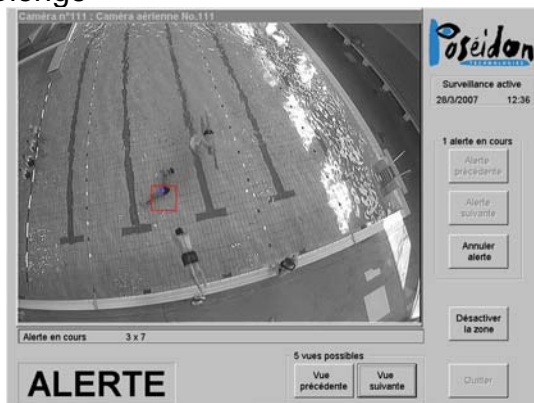 Caméra n°111 : Caméra aérienne No.111
Poséidon
TECHNOLOGIES
Surveillance active
28/3/2007 12:36
1 alerte en cours
Alerte
précédente
Alerte
suivante
Annuler
alerte
Désactiver
la zone
Alerte en cours 3 x 7
ALERTE
5 vues possibles
Vue
précédente
Vue
suivante
Quitter